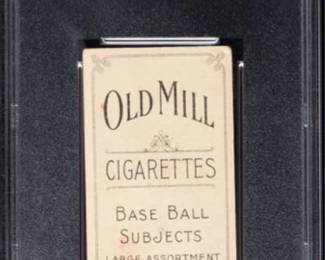 OLD MILL
CIGARETTES
BASE BALL
SUBJECTS
LARGE ASSORTMENT